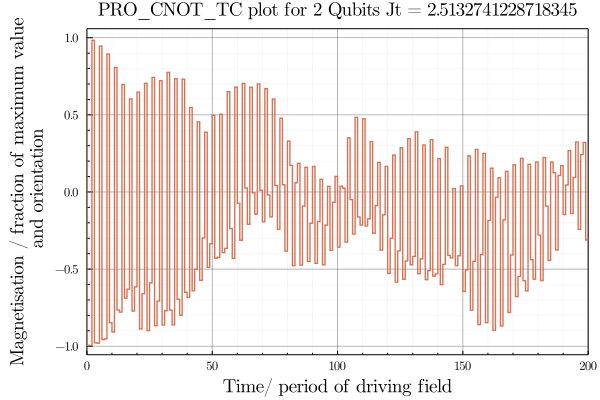 PRO_CNOT_TC plot for 2 Qubits Jt = 2.5132741228718345
Magnetisation / fraction of maximum value
and orientation
1.0
0.5
0.0
−0.5
−1.0
0 50 100 150 200
Time/ period of driving field